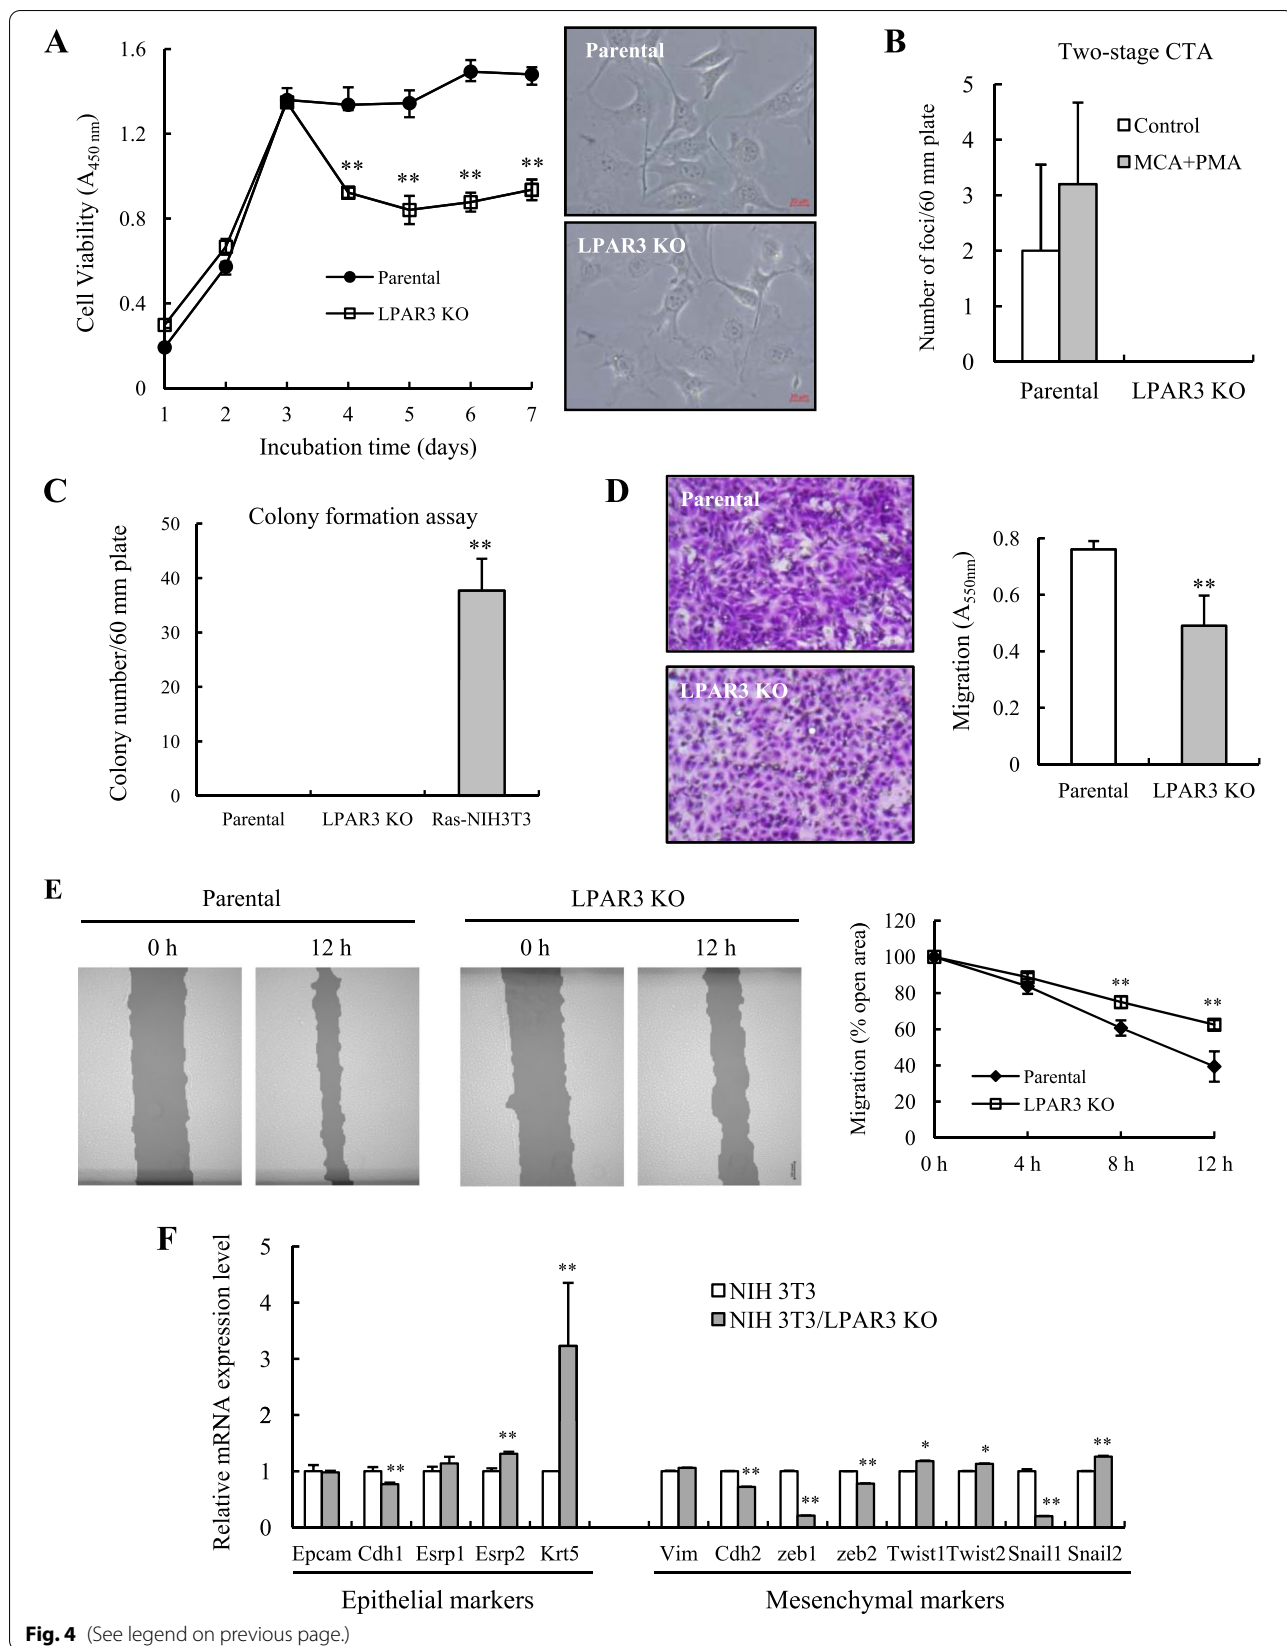 A
1.6
1.2
0.8
0.4
0
Cell Viability (A450 nm)
**
**
**
**
Parental
LPAR3 KO
1 2 3 4 5 6 7
Incubation time (days)
Parental
LPAR3 KO
B
Two-stage CTA
5
4
3
2
1
0
Number of foci/60 mm plate
Control
MCA+PMA
Parental LPAR3 KO
C
Colony formation assay
50
40
30
20
10
0
Colony number/60 mm plate
**
Parental LPAR3 KO Ras-NIH3T3
D
Parental
LPAR3 KO
0.8
0.6
0.4
0.2
0
Migration (A550nm)
**
Parental LPAR3 KO
E
Parental
0 h 12 h
LPAR3 KO
0 h 12 h
120
100
80
60
40
20
0
Migration (% open area)
**
**
Parental
LPAR3 KO
0 h 4 h 8 h 12 h
F
5
4
3
2
1
0
Relative mRNA expression level
NIH 3T3
NIH 3T3/LPAR3 KO
**
**
**
**
**
**
*
*
**
**
Epcam Cdh1 Esrp1 Esrp2 Krt5 Vim Cdh2 zeb1 zeb2 Twist1 Twist2 Snail1 Snail2
Epithelial markers Mesenchymal markers
Fig. 4 (See legend on previous page.)